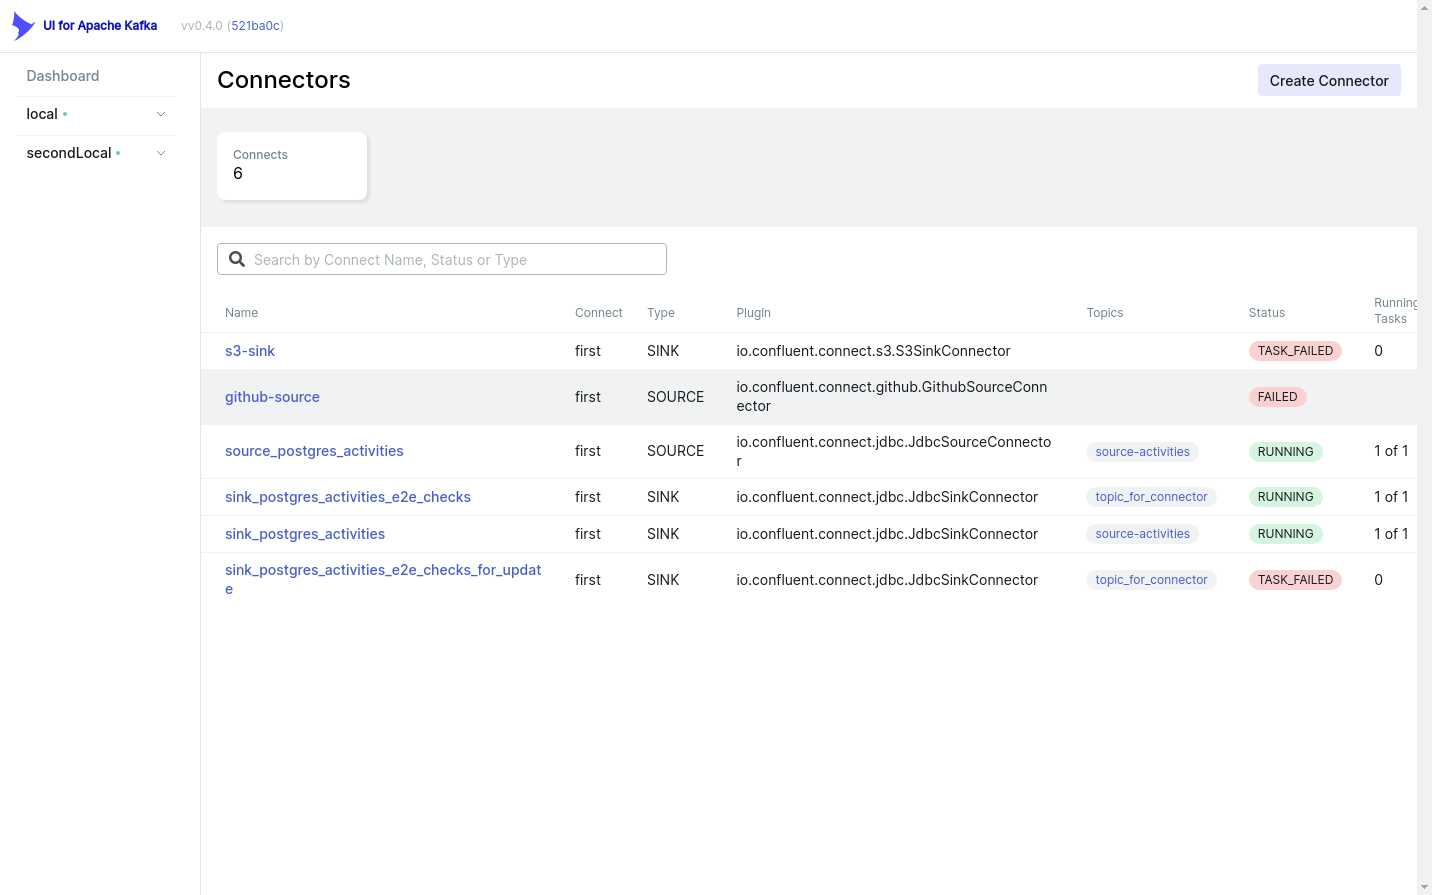 UI for Apache Kafka vv0.4.0 (521ba0c)
Dashboard
local
secondLocal
Connectors
Create Connector
Connects
6
Search by Connect Name, Status or Type
Name Connect TYPE Plugin Topics Status Running
Tasks
s3-sink first SINK io.confluent.connect.s3.S3SinkConnector TASK_FAILED 0
github-source first SOURCE io.confluent.connect.github.GithubSourceConn
ector FAILED
source_postgres_activities first SOURCE io.confluent.connect.jdbc.JdbcSourceConnecto
r source-activities RUNNING 1 of 1
sink_postgres_activities_e2e_checks first SINK io.confluent.connect.jdbc.JdbcSinkConnector topic_for_connector RUNNING 1 of 1
sink_postgres_activities first SINK io.confluent.connect.jdbc.JdbcSinkConnector source-activities RUNNING 1 of 1
sink_postgres_activities_e2e_checks_for_updat
e first SINK io.confluent.connect.jdbc.JdbcSinkConnector topic_for_connector TASK_FAILED 0